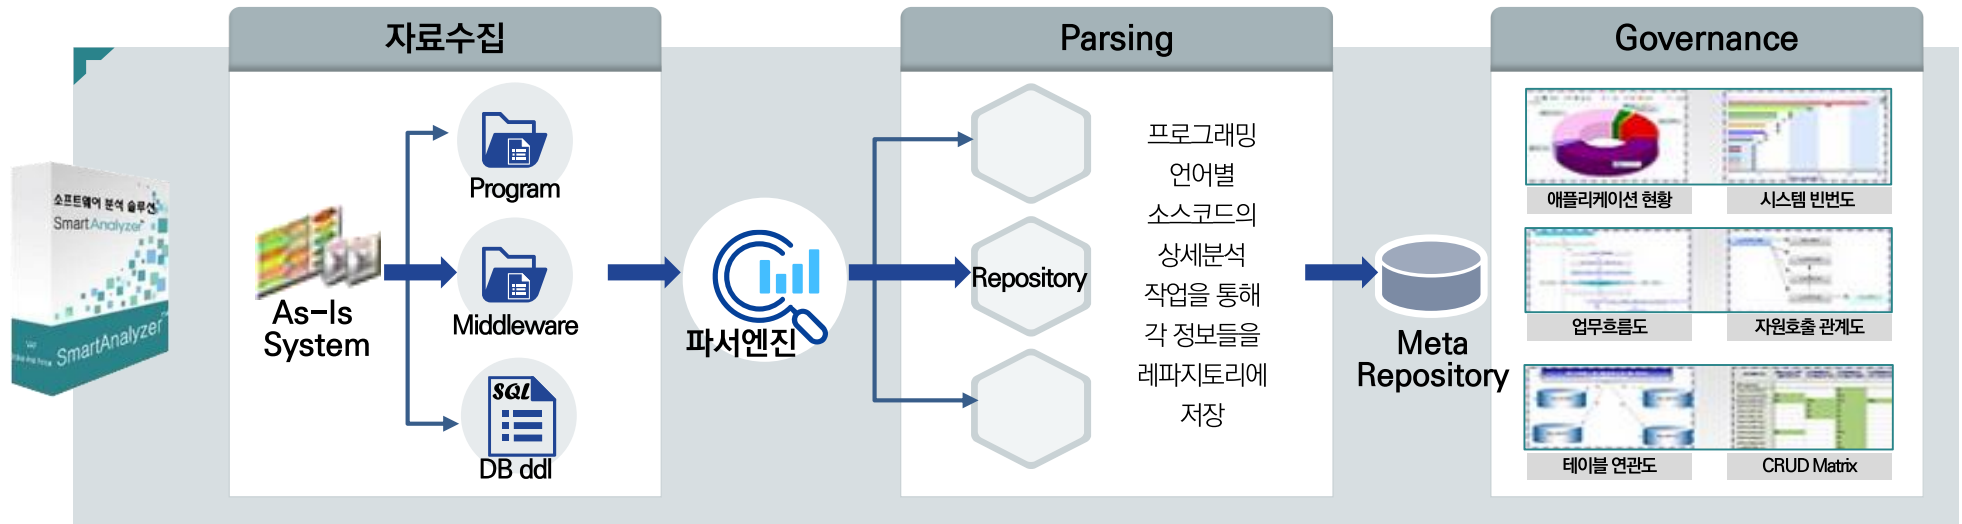 자료수집
Parsing
Governance
소프트웨어 분석 솔루션
SmartAnalyzer
SmartAnalyzer
As-Is
System
Program
Middleware
SQL
DB ddl
파서엔진
Repository
프로그래밍
언어별
소스코드의
상세분석
작업을 통해
각 정보들을
레파지토리에
저장
Meta
Repository
애플리케이션 현황
시스템 빈번도
업무흐름도
자원호출 관계도
테이블 연관도
CRUD Matrix